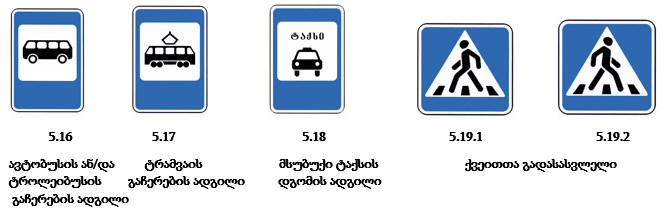 ტაქსი
5.16 5.17 5.18 5.19.1 5.19.2
ავტობუსის ან/და ტრამვაის მსუბუქი ტაქსის ქვეითთა გადასასვლელი
ტროლეიბუსის გაჩერების ადგილი დგომის ადგილი
გაჩერების ადგილი